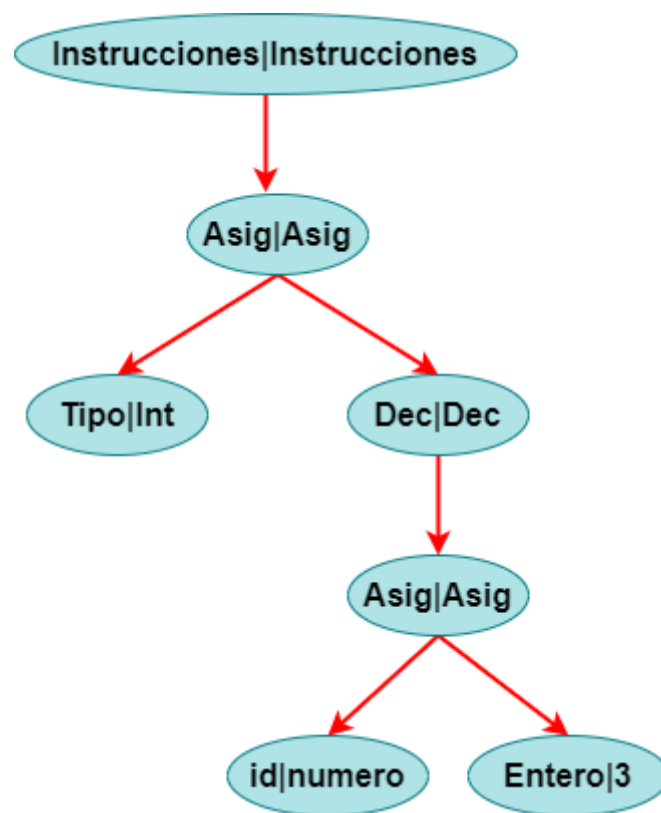 Instrucciones|Instrucciones
Asig|Asig
Tipo|Int
Dec|Dec
Asig|Asig
id|numero
Entero|3